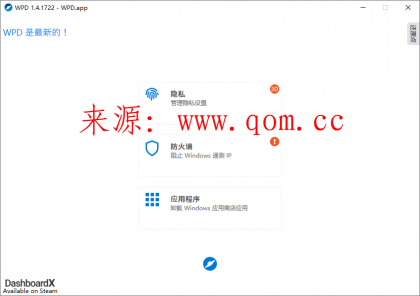 WPD 1.4.1722 - WPD.app
WPD 是最新的！
隐私
管理隐私设置
30
来源：www.qom.cc
防火墙
阻止 Windows 遥测 IP
!
应用程序
卸载 Windows 应用商店应用
DashboardX
Available on Steam